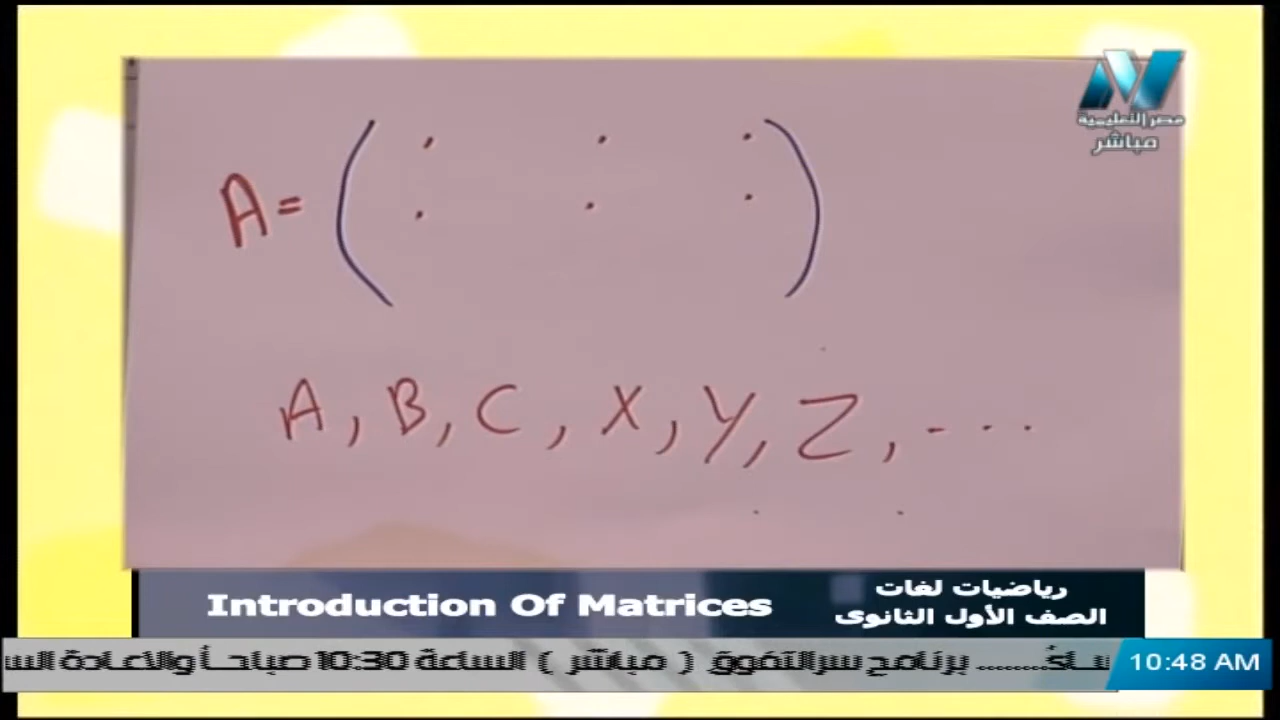 مصر التعليمية
مباشر
A = ( . . .
. . . )
A, B, C, X, Y, Z, ....
Introduction Of Matrices
رياضيات لغات
الصف الأول الثانوى
برنامج سر التفوق ( مباشر ) الساعة 10:30 صباحاً والاعادة
10:48 AM